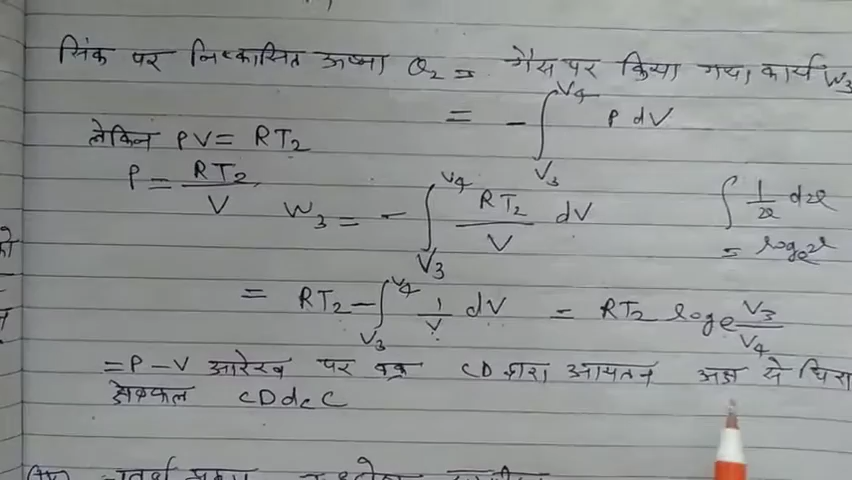 सिंक पर निष्कासित ऊष्मा Q₂ = गैस पर किया गया कार्य W₃
= - ∫_{V₃}^{V₄} P dV
लेकिन PV = RT₂
P = RT₂/V
W₃ = - ∫_{V₃}^{V₄} RT₂/V dV
∫ 1/x dx
= logₑx
= RT₂ - ∫_{V₃}^{V₄} 1/V dV = RT₂ logₑ V₃/V₄
= P-V आरेख पर वक्र CD द्वारा आयतन अक्ष से घिरा
क्षेत्रफल CDdcC